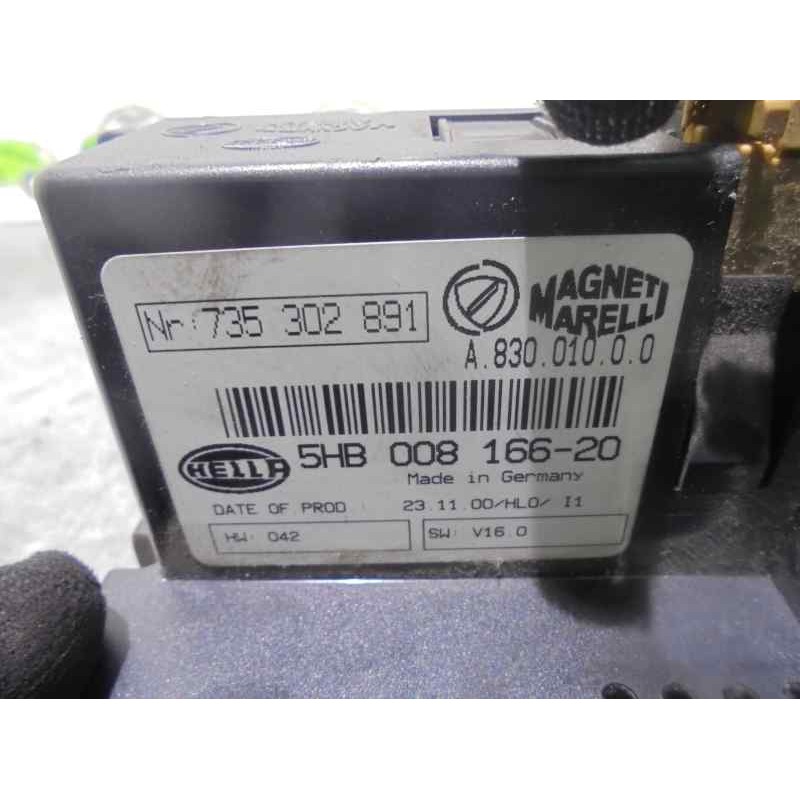 Nr: 735 302 891
MAGNETI
MARELLI
A.830.010.0.0
HELLA
5HB 008 166-20
Made in Germany
DATE OF PROD : 23.11.00/HL0/ I1
HW: 042
SW: V16.0